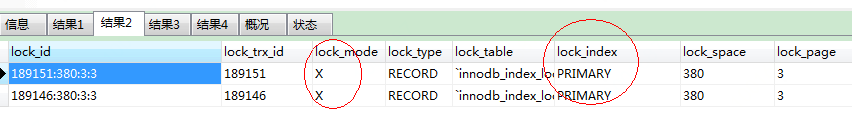 信息 结果1 结果2 结果3 结果4 概况 状态
lock_id lock_trx_id lock_mode lock_type lock_table lock_index lock_space lock_page
189151:380:3:3 189151 X RECORD `innodb_index_loc PRIMARY 380 3
189146:380:3:3 189146 X RECORD `innodb_index_loc PRIMARY 380 3